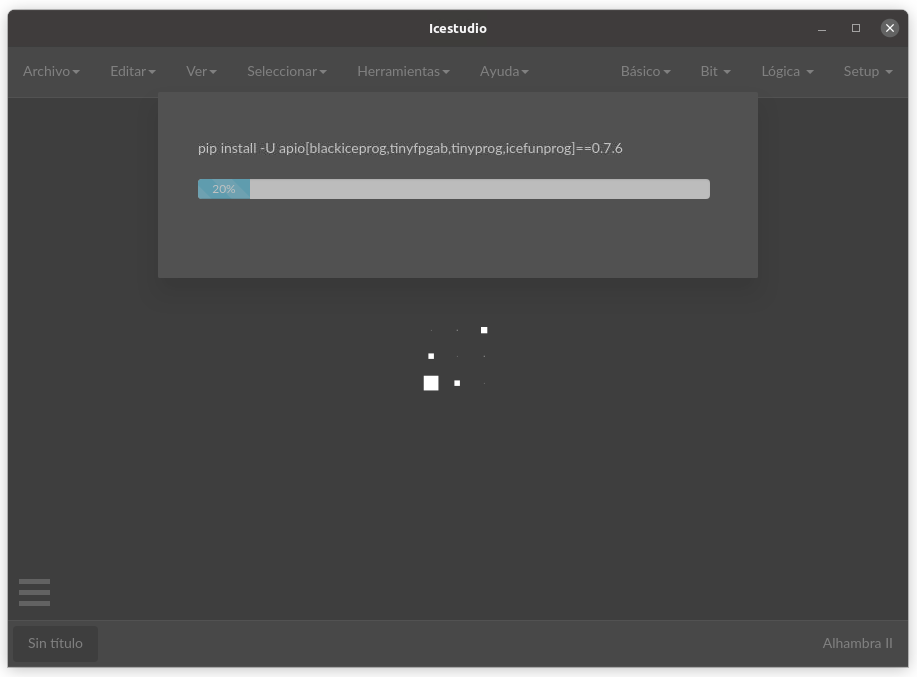 Icestudio
Archivo Editar Ver Seleccionar Herramientas Ayuda Básico Bit Lógica Setup
pip install -U apio[blackiceprog,tinyfpgab,tinyprog,icefunprog]==0.7.6
20%
Sin título Alhambra II